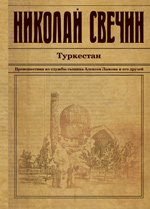 НИКОЛАЙ СВЕЧИН
Туркестан
Происшествия из службы сыщика Алексея Лыкова и его друзей